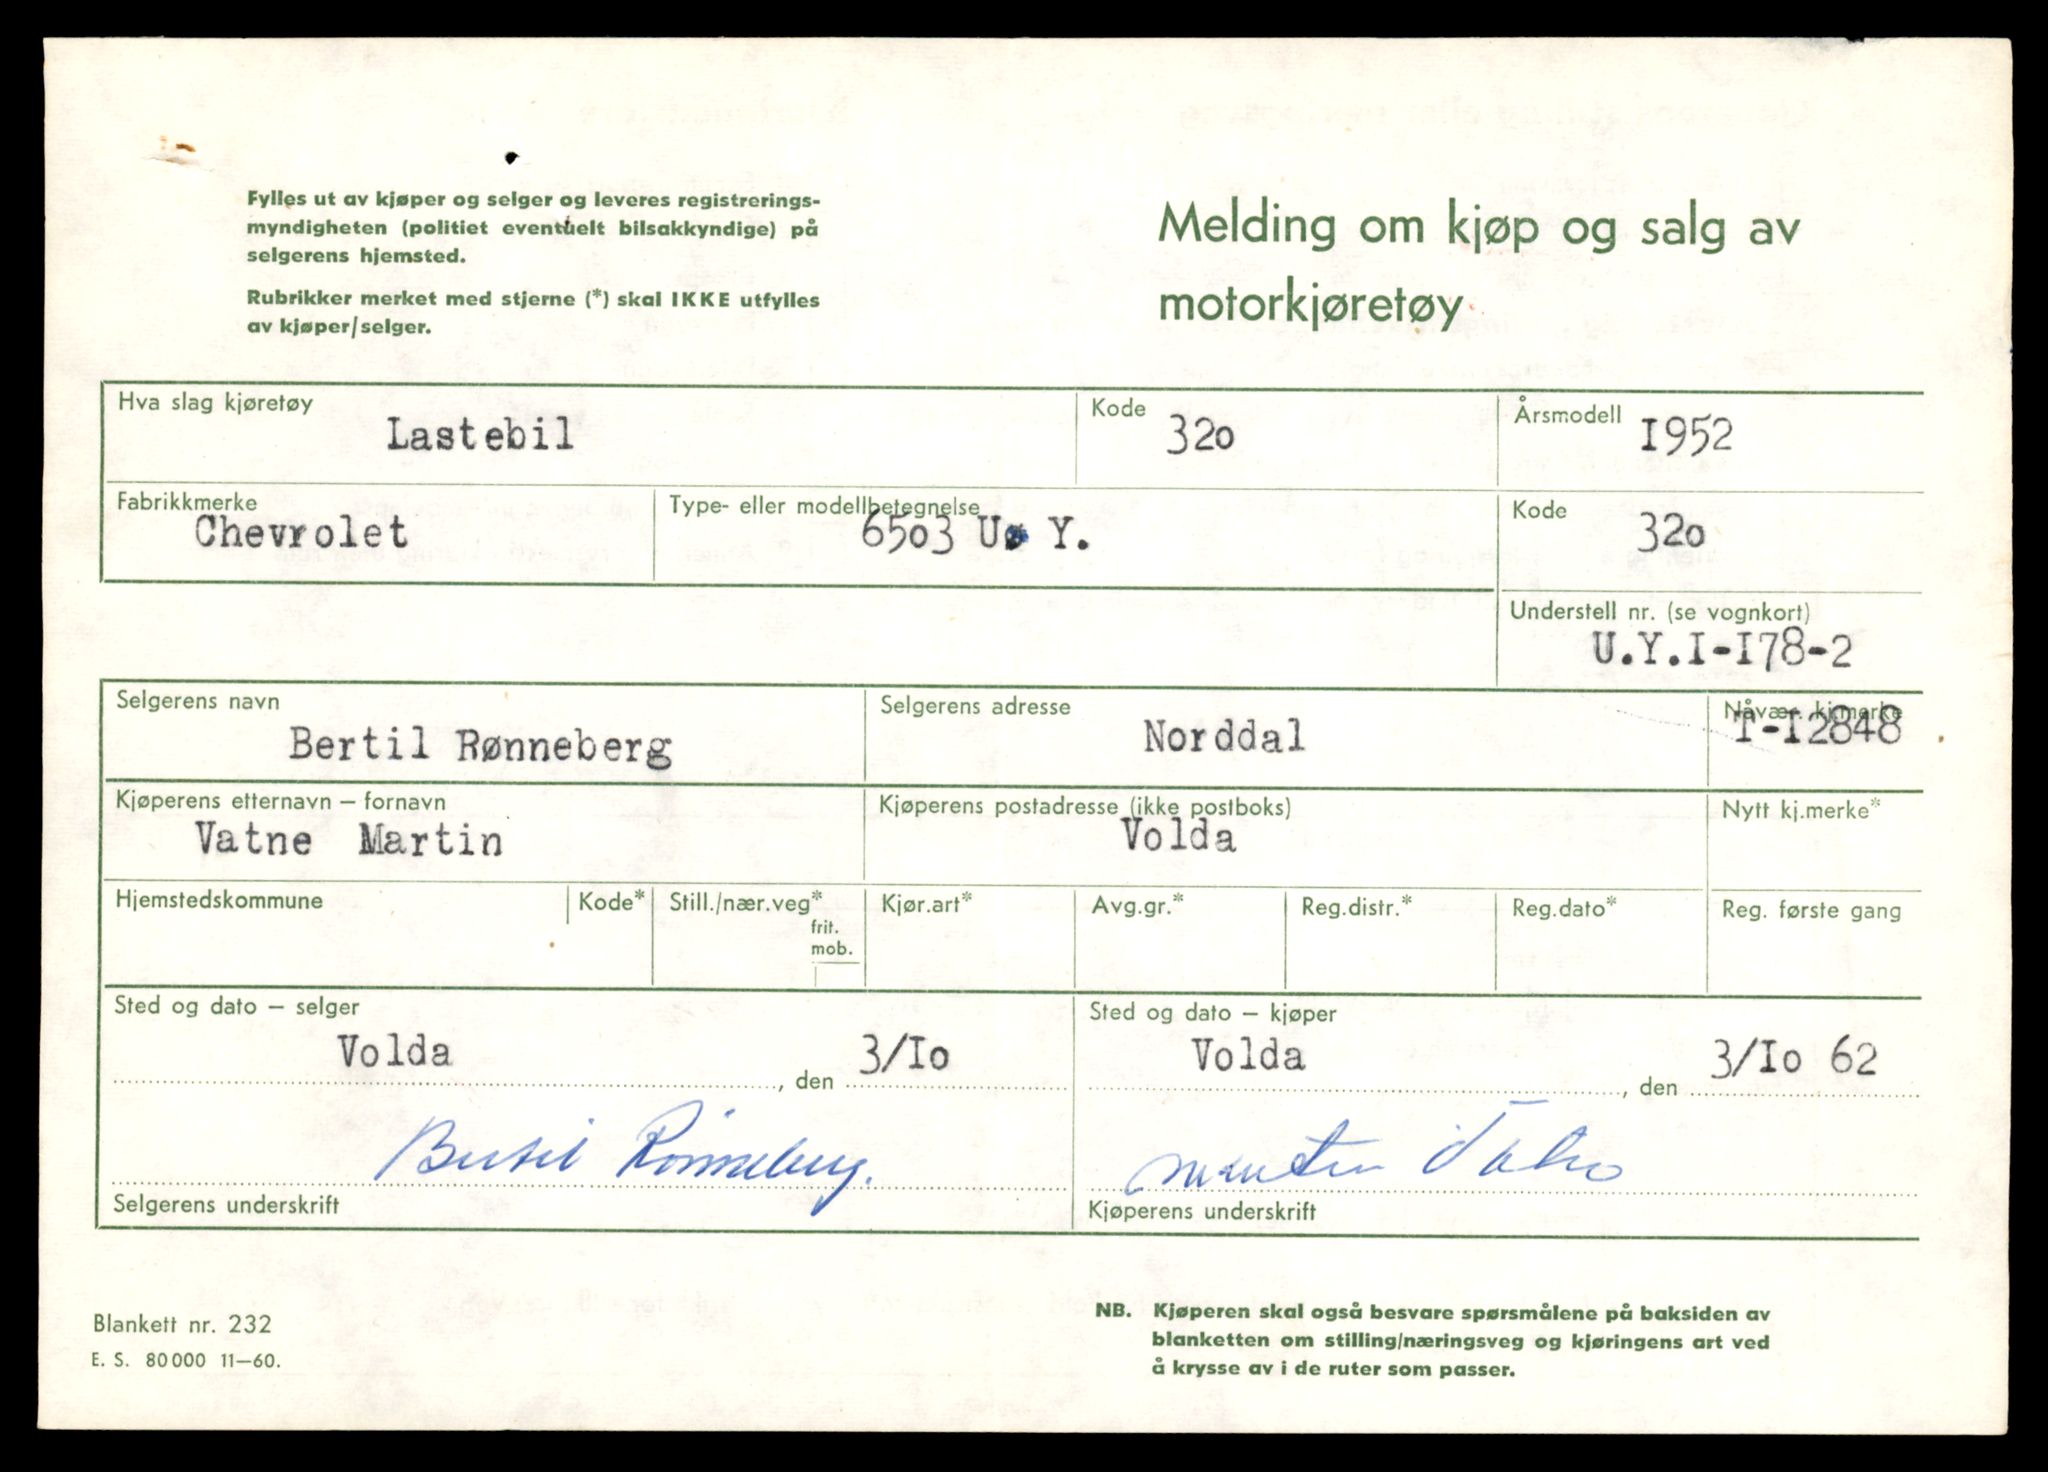 Fylles ut av kjøper og selger og leveres registrerings-
myndigheten (politiet eventuelt bilsakkyndige) på
selgerens hjemsted.
Rubrikker merket med stjerne (*) skal IKKE utfylles
av kjøper/selger.
Melding om kjøp og salg av
motorkjøretøy
Hva slag kjøretøy
Lastebil
Kode
320
Årsmodell
I952
Fabrikkmerke
Chevrolet
Type- eller modellbetegnelse
6503 U Y.
Kode
320
Understell nr. (se vognkort)
U.Y.I-I78-2
Selgerens navn
Bertil Rønneberg
Selgerens adresse
Norddal
Nåvær. kj.merke
T-I2848
Kjøperens etternavn – fornavn
Vatne Martin
Kjøperens postadresse (ikke postboks)
Volda
Nytt kj.merke*
Hjemstedskommune
Kode*
Still./nær.veg*
frit.
mob.
Kjør.art*
Avg.gr.*
Reg.distr.*
Reg.dato*
Reg. første gang
Sted og dato – selger
Volda , den 3/Io
Sted og dato – kjøper
Volda , den 3/Io 62
Bertil Rønneberg.
Selgerens underskrift
Martin
Kjøperens underskrift
Blankett nr. 232
E. S. 80000 11–60.
NB. Kjøperen skal også besvare spørsmålene på baksiden av
blanketten om stilling/næringsveg og kjøringens art ved
å krysse av i de ruter som passer.